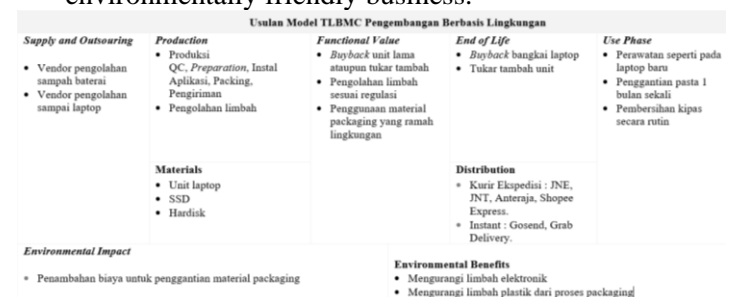 environmentally friendly business.
Usulan Model TLBMC Pengembangan Berbasis Lingkungan
Supply and Outsouring
• Vendor pengolahan
sampah baterai
• Vendor pengolahan
sampai laptop
Production
• Produksi
QC, Preparation, Instal
Aplikasi, Packing,
Pengiriman
• Pengolahan limbah
Materials
• Unit laptop
• SSD
• Hardisk
Functional Value
• Buyback unit lama
ataupun tukar tambah
• Pengolahan limbah
sesuai regulasi
• Penggunaan material
packaging yang ramah
lingkungan
End of Life
• Buyback bangkai laptop
• Tukar tambah unit
Distribution
• Kurir Ekspedisi : JNE,
JNT, Anteraja, Shopee
Express.
• Instant : Gosend, Grab
Delivery.
Use Phase
• Perawatan seperti pada
laptop baru
• Penggantian pasta 1
bulan sekali
• Pembersihan kipas
secara rutin
Environmental Impact
• Penambahan biaya untuk penggantian material packaging
Environmental Benefits
• Mengurangi limbah elektronik
• Mengurangi limbah plastik dari proses packaging